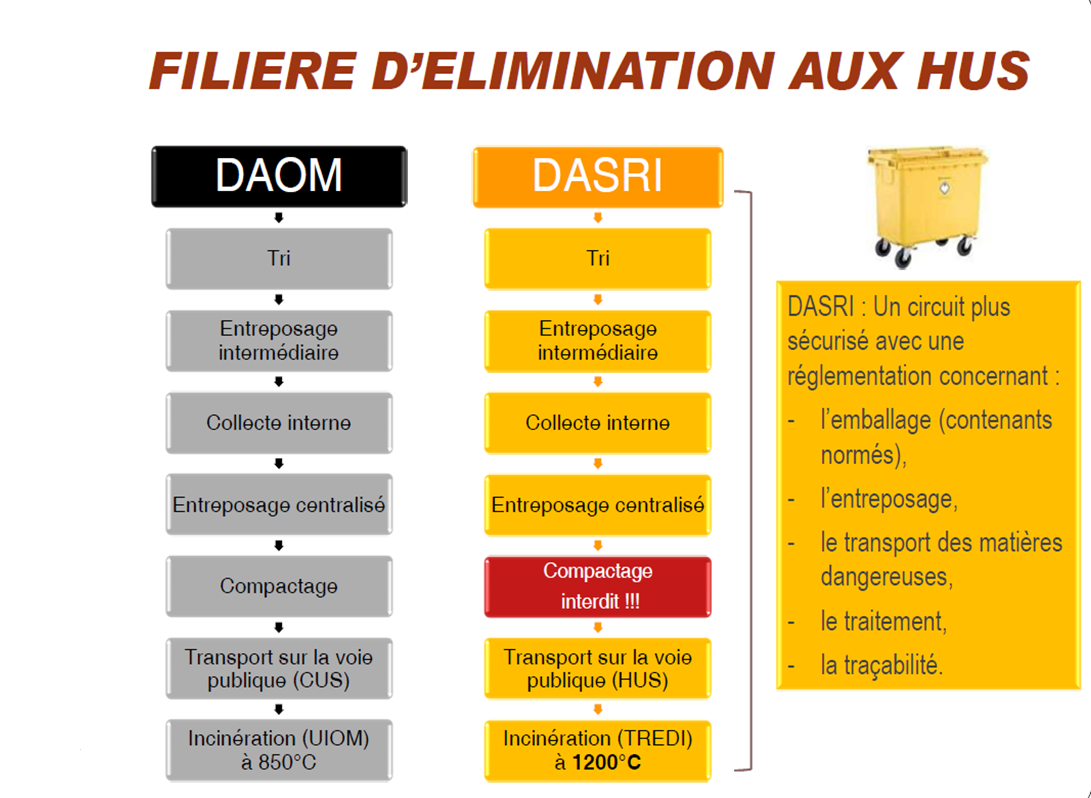 FILIERE D’ELIMINATION AUX HUS
DAOM
Tri
Entreposage
intermédiaire
Collecte interne
Entreposage centralisé
Compactage
Transport sur la voie
publique (CUS)
Incinération (UIOM)
à 850°C
DASRI
Tri
Entreposage
intermédiaire
Collecte interne
Entreposage centralisé
Compactage
interdit !!!
Transport sur la voie
publique (HUS)
Incinération (TREDI)
à 1200°C
DASRI : Un circuit plus
sécurisé avec une
réglementation concernant :
- l’emballage (contenants
normés),
- l’entreposage,
- le transport des matières
dangereuses,
- le traitement,
- la traçabilité.